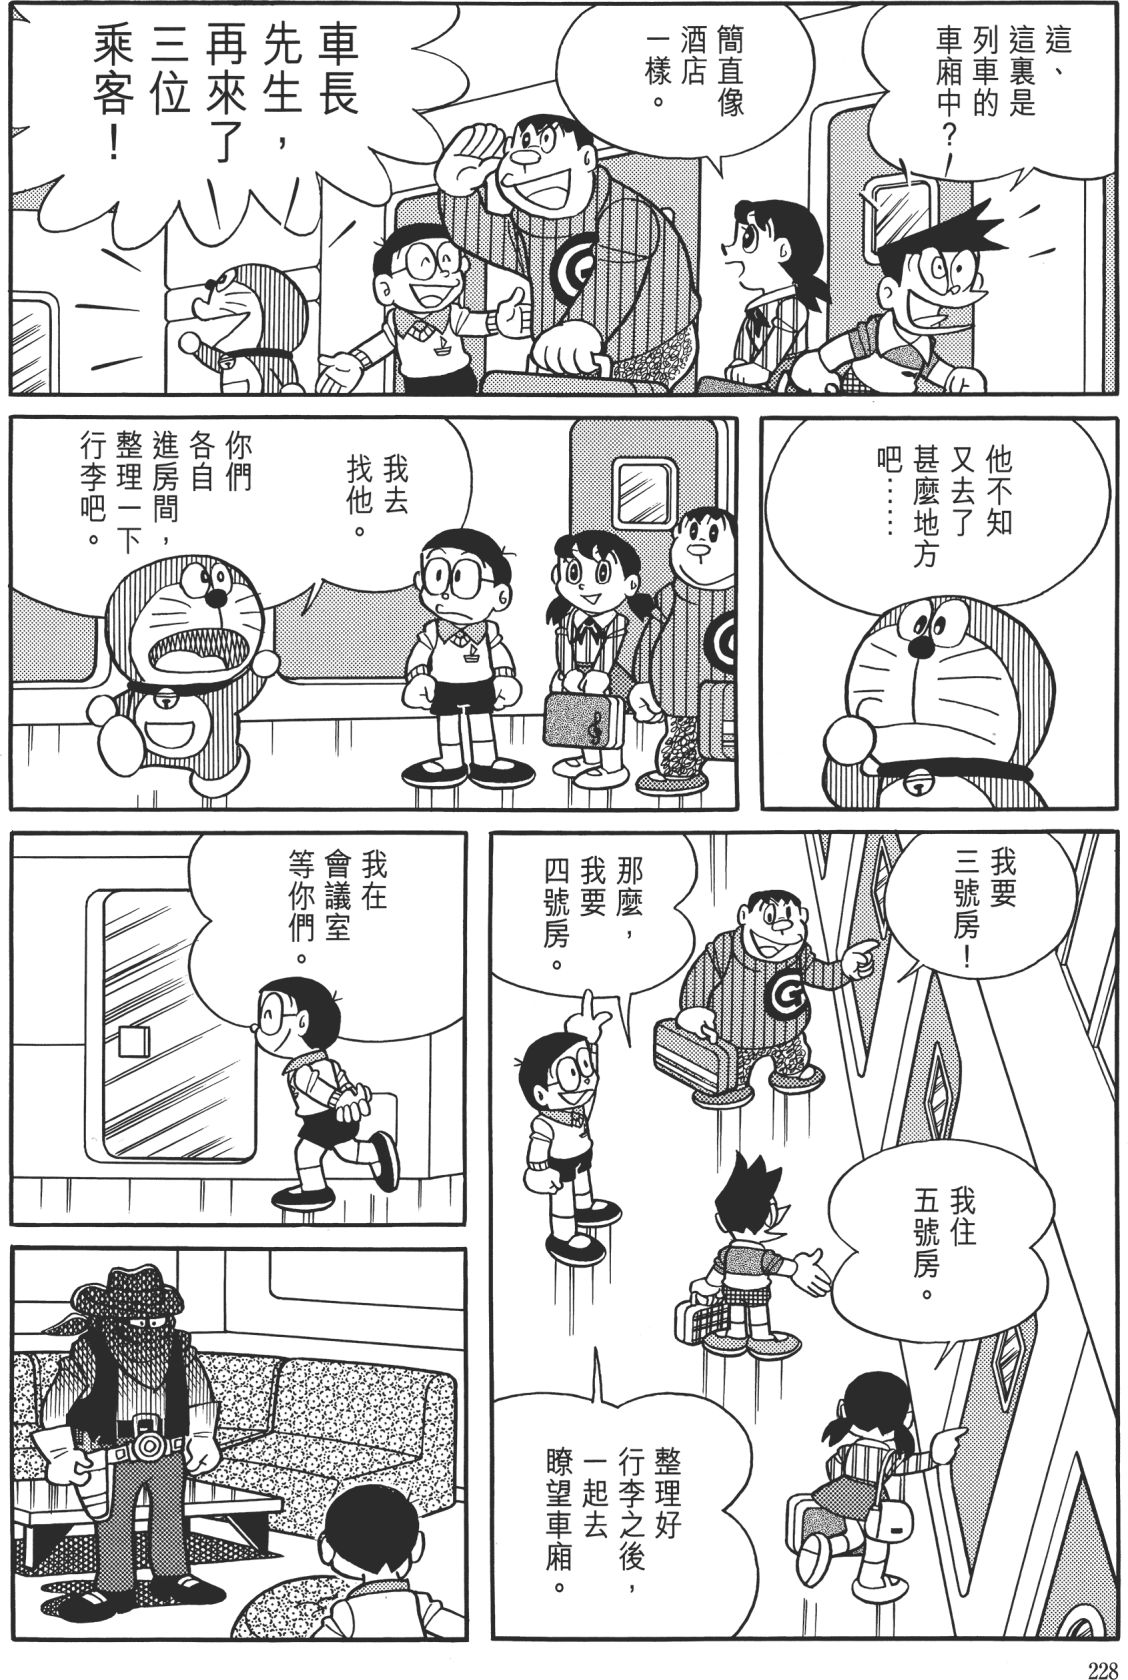 這、
這裏是
列車的
車廂中？
簡直像
酒店
一樣。
車長
先生，
再來了
三位
乘客！
他不知
又去了
甚麼地方
吧……
我去
找他。
你們
各自
進房間，
整理一下
行李吧。
我要
三號房！
那麼，
我要
四號房。
我住
五號房。
整理好
行李之後，
一起去
瞭望車廂。
我在
會議室
等你們。
G
228